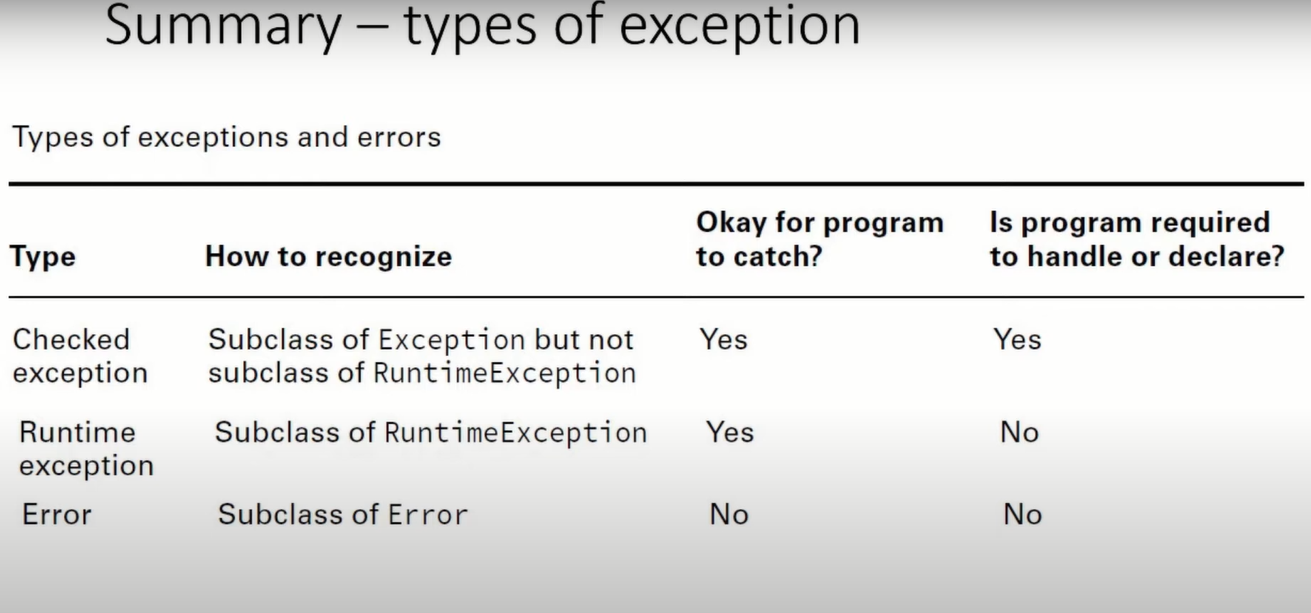 Summary – types of exception
Types of exceptions and errors
Okay for program Is program required
Type How to recognize to catch? to handle or declare?
Checked Subclass of Exception but not Yes Yes
exception subclass of RuntimeException
Runtime Subclass of RuntimeException Yes No
exception
Error Subclass of Error No No